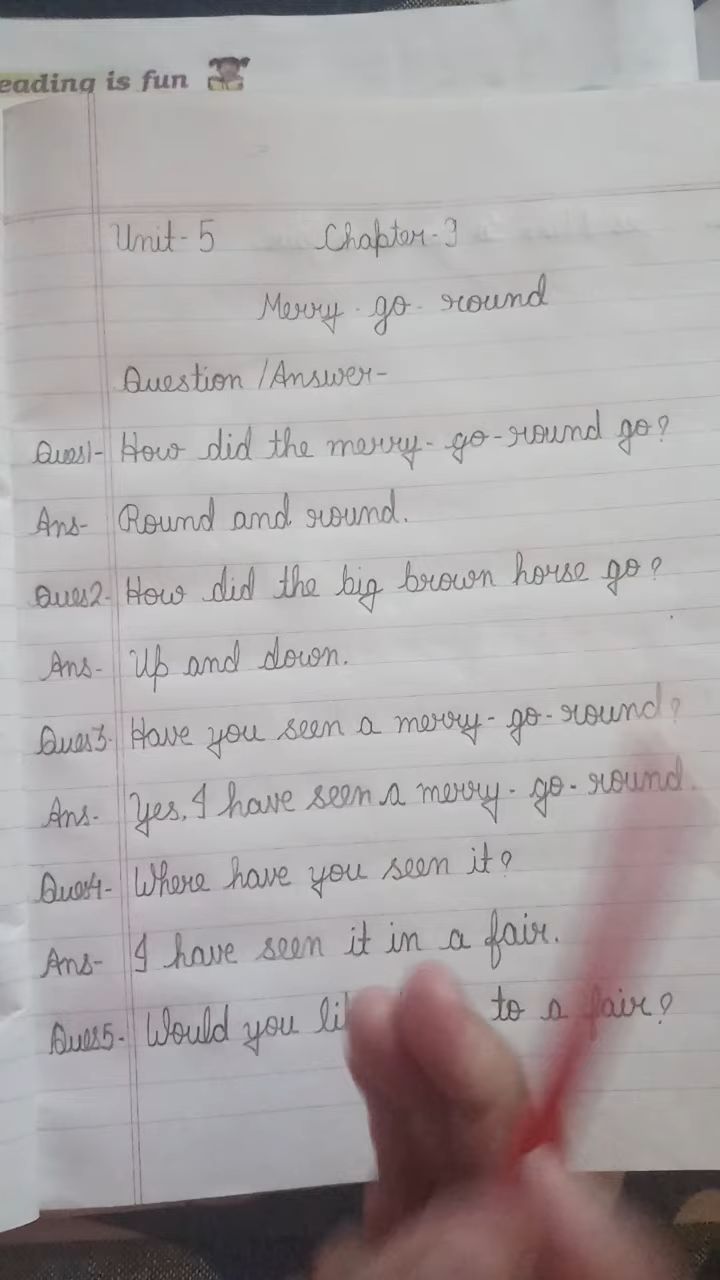 eading is fun
Unit- 5 Chapter-3
Merry-go-round
Question /Answer-
Ques1- How did the merry-go-round go?
Ans- Round and round.
Ques2- How did the big brown horse go?
Ans- Up and down.
Ques3- Have you seen a merry-go-round?
Ans- Yes, I have seen a merry-go-round.
Ques4- Where have you seen it?
Ans- I have seen it in a fair.
Ques5- Would you to a fair?